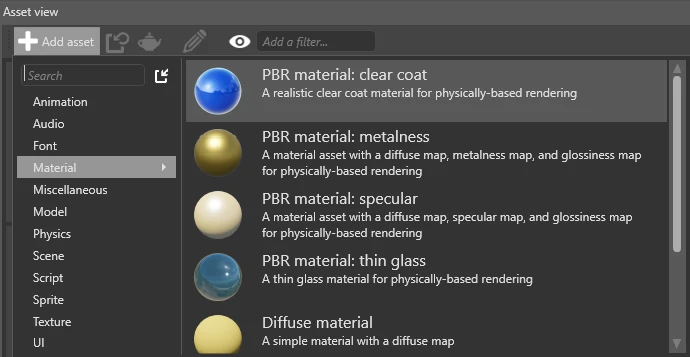 Asset view
Add asset
Add a filter...
Search
Animation
Audio
Font
Material
Miscellaneous
Model
Physics
Scene
Script
Sprite
Texture
UI
PBR material: clear coat
A realistic clear coat material for physically-based rendering
PBR material: metalness
A material asset with a diffuse map, metalness map, and glossiness map
for physically-based rendering
PBR material: specular
A material asset with a diffuse map, specular map, and glossiness map
for physically-based rendering
PBR material: thin glass
A thin glass material for physically-based rendering
Diffuse material
A simple material with a diffuse map